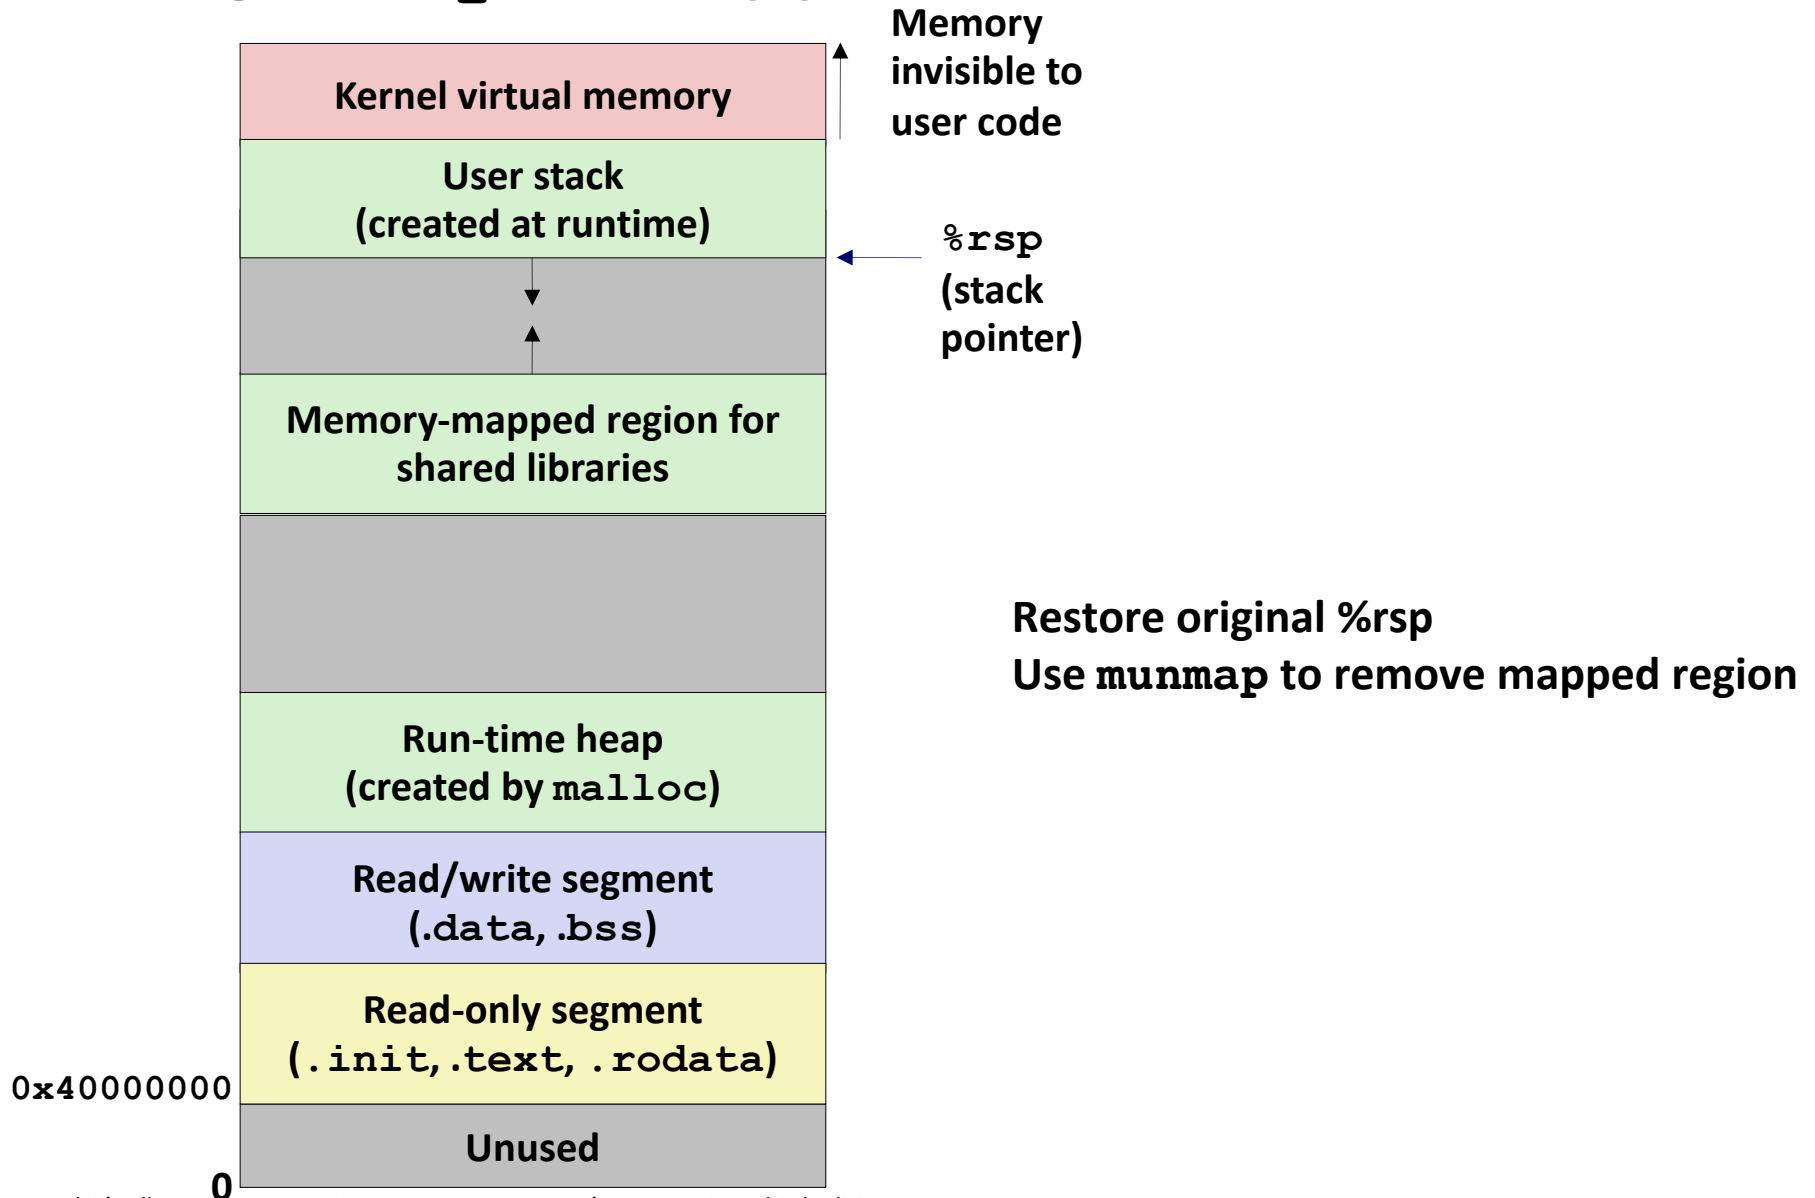 Memory
invisible to
user code
Kernel virtual memory
User stack
(created at runtime)
%rsp
(stack
pointer)
Memory-mapped region for
shared libraries
Restore original %rsp
Use munmap to remove mapped region
Run-time heap
(created by malloc)
Read/write segment
(.data, .bss)
Read-only segment
(.init, .text, .rodata)
0x40000000
Unused
0